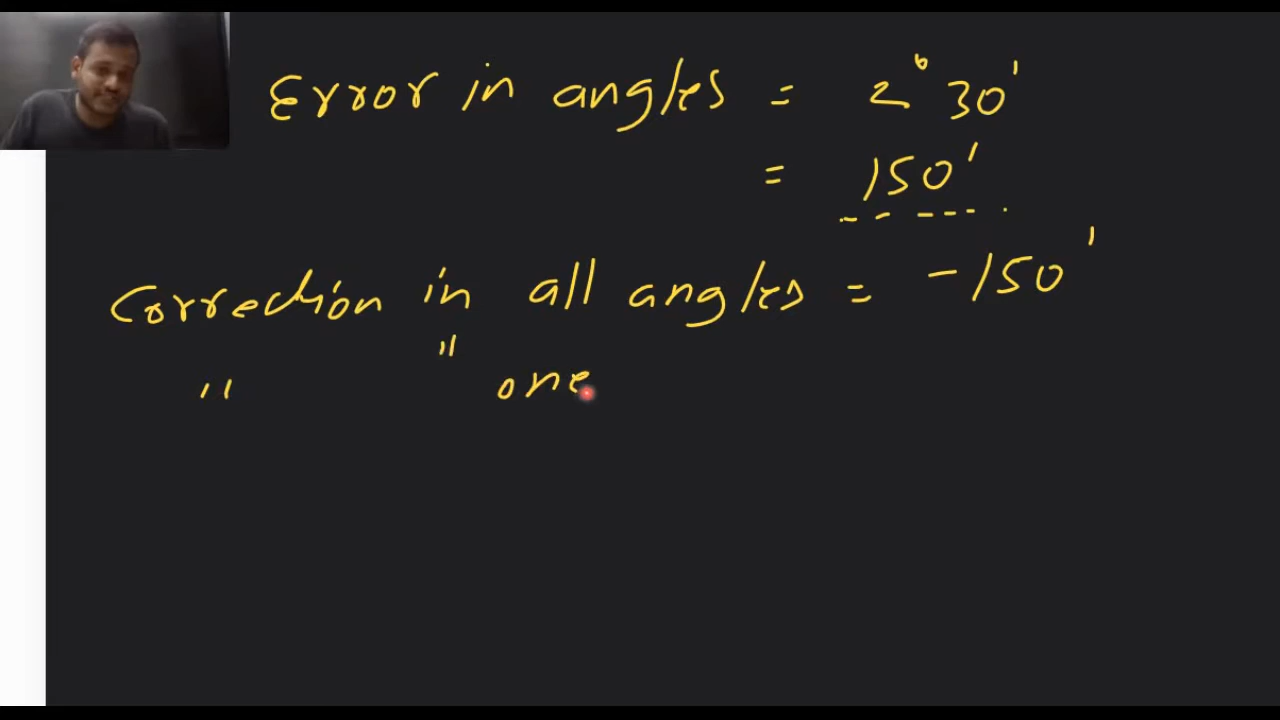 Error in angles = 2° 30'
= 150'
Correction in all angles = -150'
" " one